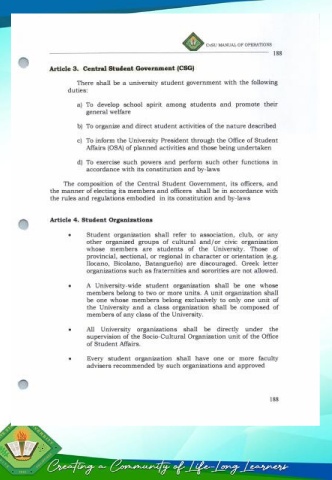 CNSU MANUAL OF OPERATIONS
188
Article 3. Central Student Government (CSG)
There shall be a university student government with the following
duties:
a) To develop school spirit among students and promote their
general welfare
b) To organize and direct student activities of the nature described
c) To inform the University President through the Office of Student
Affairs (OSA) of planned activities and those being undertaken
d) To exercise such powers and perform such other functions in
accordance with its constitution and by-laws
The composition of the Central Student Government, its officers, and
the manner of electing its members and officers shall be in accordance with
the rules and regulations embodied in its constitution and by-laws
Article 4. Student Organizations
• Student organization shall refer to association, club, or any
other organized groups of cultural and/or civic organization
whose members are students of the University. Those of
provincial, sectional, or regional in character or orientation (e.g.
Ilocano, Bicolano, Batangueño) are discouraged. Greek letter
organizations such as fraternities and sororities are not allowed.
• A University-wide student organization shall be one whose
members belong to two or more units. A unit organization shall
be one whose members belong exclusively to only one unit of
the University and a class organization shall be composed of
members of any class of the University.
• All University organizations shall be directly under the
supervision of the Socio-Cultural Organization unit of the Office
of Student Affairs.
• Every student organization shall have one or more faculty
advisers recommended by such organizations and approved
188
Creating a Community of Life-Long Learners